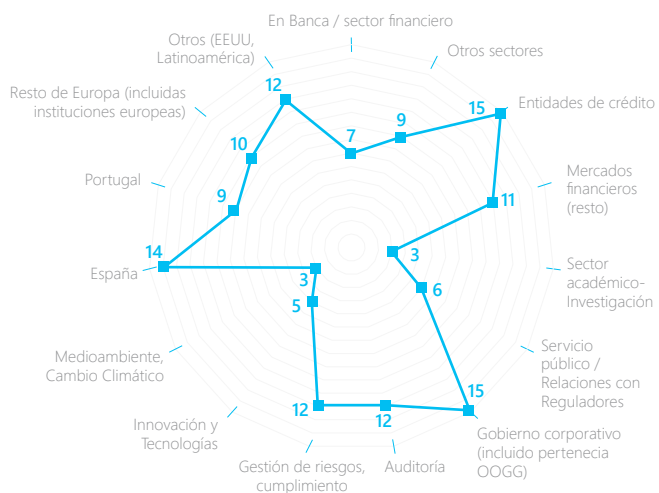 En Banca / sector financiero
Otros (EEUU,
Latinoamérica)
Otros sectores
12
15
Resto de Europa (incluidas
instituciones europeas)
Entidades de crédito
10
7
9
Portugal
Mercados
financieros
(resto)
9
11
14
España
3
3
Sector
académico-
Investigación
5
6
Medioambiente,
Cambio Climático
Servicio
público /
Relaciones con
Reguladores
15
12
12
Innovación y
Tecnologías
Gobierno corporativo
(incluido pertenecia
OOGG)
Gestión de riesgos,
cumplimiento
Auditoría